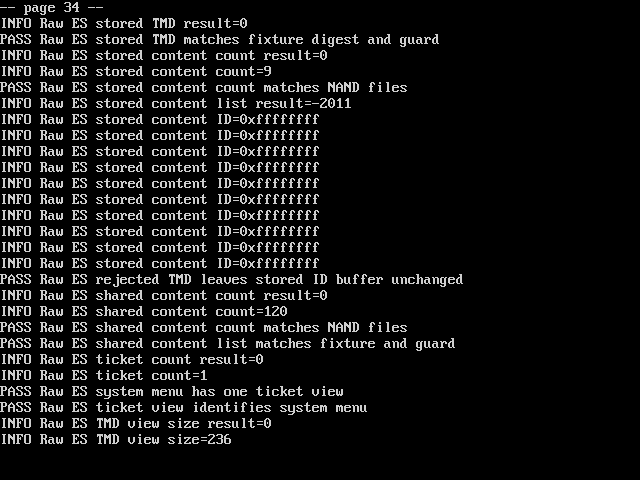 -- page 34 --
INFO Raw ES stored TMD result=0
PASS Raw ES stored TMD matches fixture digest and guard
INFO Raw ES stored content count result=0
INFO Raw ES stored content count=9
PASS Raw ES stored content count matches NAND files
INFO Raw ES stored content list result=-2011
INFO Raw ES stored content ID=0xffffffff
INFO Raw ES stored content ID=0xffffffff
INFO Raw ES stored content ID=0xffffffff
INFO Raw ES stored content ID=0xffffffff
INFO Raw ES stored content ID=0xffffffff
INFO Raw ES stored content ID=0xffffffff
INFO Raw ES stored content ID=0xffffffff
INFO Raw ES stored content ID=0xffffffff
INFO Raw ES stored content ID=0xffffffff
INFO Raw ES stored content ID=0xffffffff
PASS Raw ES rejected TMD leaves stored ID buffer unchanged
INFO Raw ES shared content count result=0
INFO Raw ES shared content count=120
PASS Raw ES shared content count matches NAND files
PASS Raw ES shared content list matches fixture and guard
INFO Raw ES ticket count result=0
INFO Raw ES ticket count=1
PASS Raw ES system menu has one ticket view
PASS Raw ES ticket view identifies system menu
INFO Raw ES TMD view size result=0
INFO Raw ES TMD view size=236